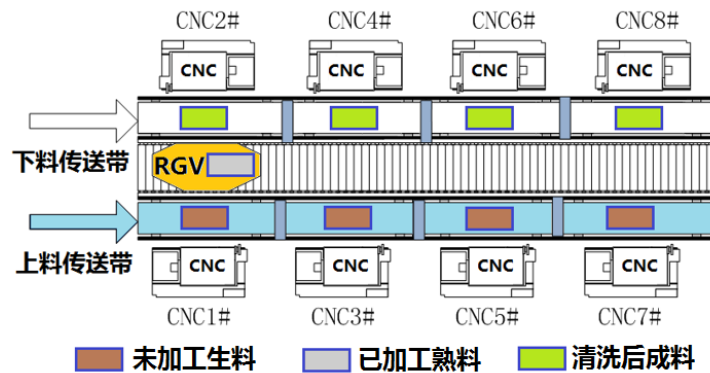 CNC2# CNC4# CNC6# CNC8#
CNC CNC CNC CNC
下料传送带
RGV
上料传送带
CNC CNC CNC CNC
CNC1# CNC3# CNC5# CNC7#
未加工生料 已加工熟料 清洗后成料